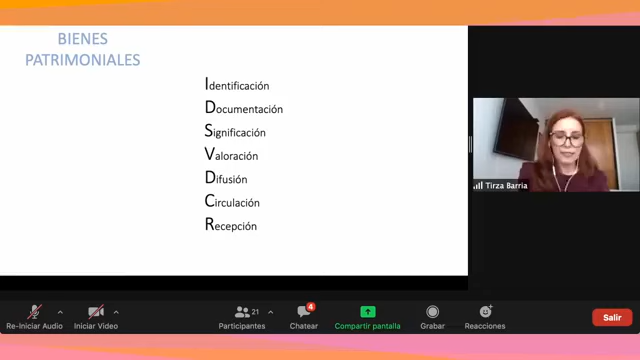 BIENES
PATRIMONIALES
Identificación
Documentación
Significación
Valoración
Difusión
Circulación
Recepción
Tirza Barria
21
4
Re-Iniciar Audio
Iniciar Video
Participantes
Chatear
Compartir pantalla
Grabar
Reacciones
Salir